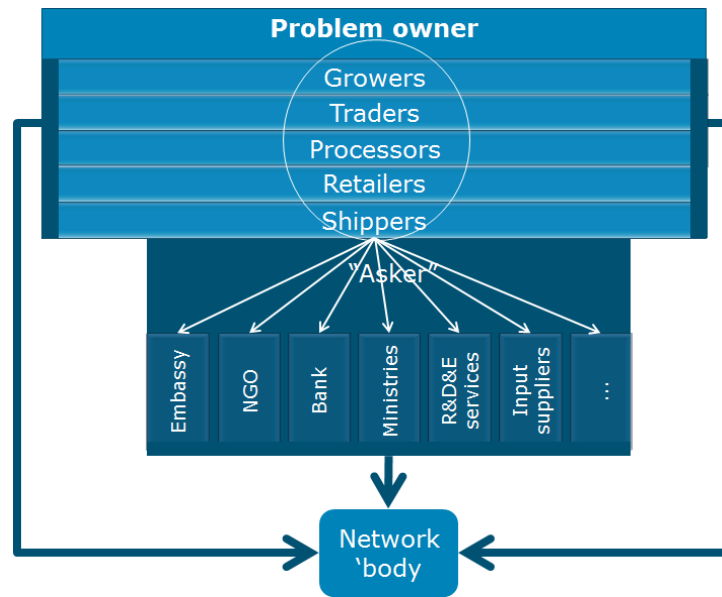 Problem owner
Growers
Traders
Processors
Retailers
Shippers
"Asker"
Embassy
NGO
Bank
Ministries
R&D&E
services
Input
suppliers
...
Network
‘body